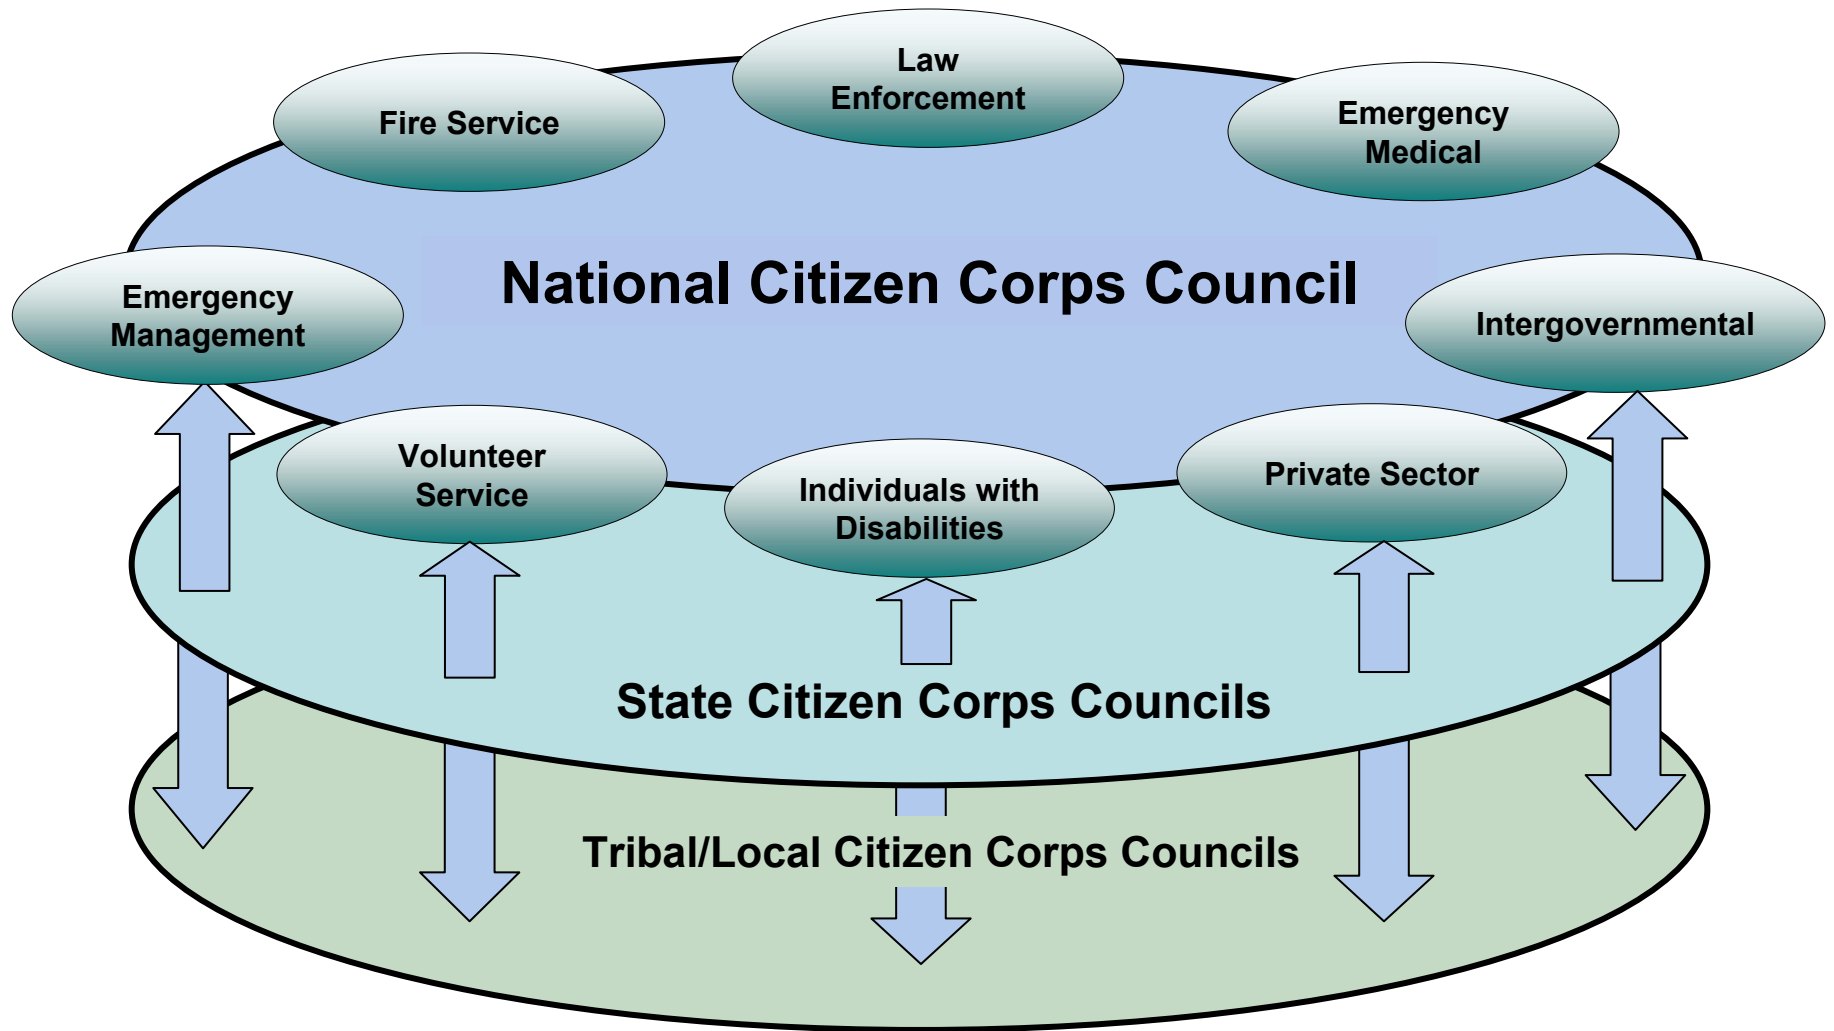 Law
Enforcement
Fire Service
Emergency
Medical
National Citizen Corps Council
Emergency
Management
Intergovernmental
Volunteer
Service
Individuals with
Disabilities
Private Sector
State Citizen Corps Councils
Tribal/Local Citizen Corps Councils